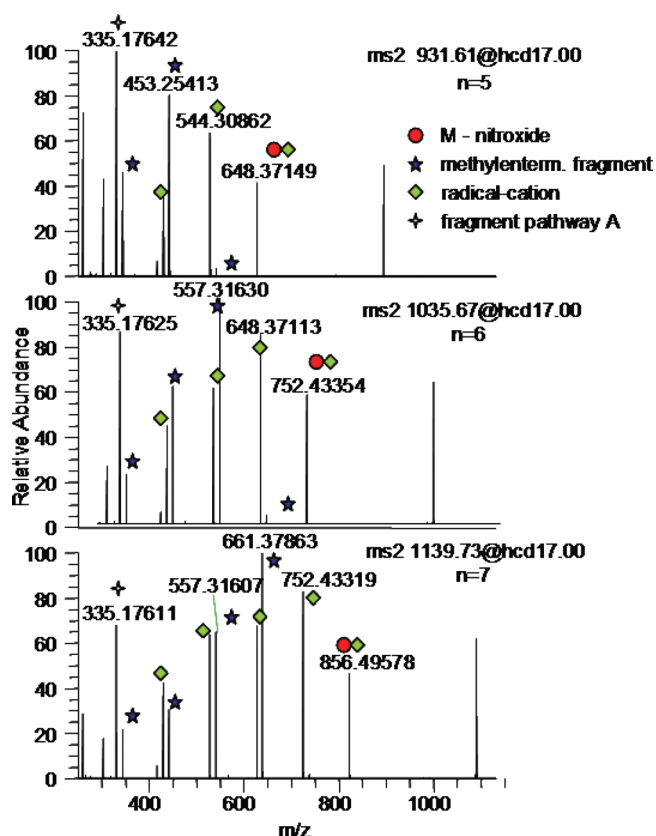 335.17642
ms2 931.61@hcd17.00
n=5
453.25413
544.30862
648.37149
M - nitroxide
methylenterm. fragment
radical-cation
fragment pathway A
100
80
60
40
20
0
557.31630
ms2 1035.67@hcd17.00
n=6
335.17625
648.37113
752.43354
100
80
60
40
20
0
Relative Abundance
661.37863
ms2 1139.73@hcd17.00
n=7
557.31607
752.43319
335.17611
856.49578
100
80
60
40
20
0
400 600 800 1000
m/z